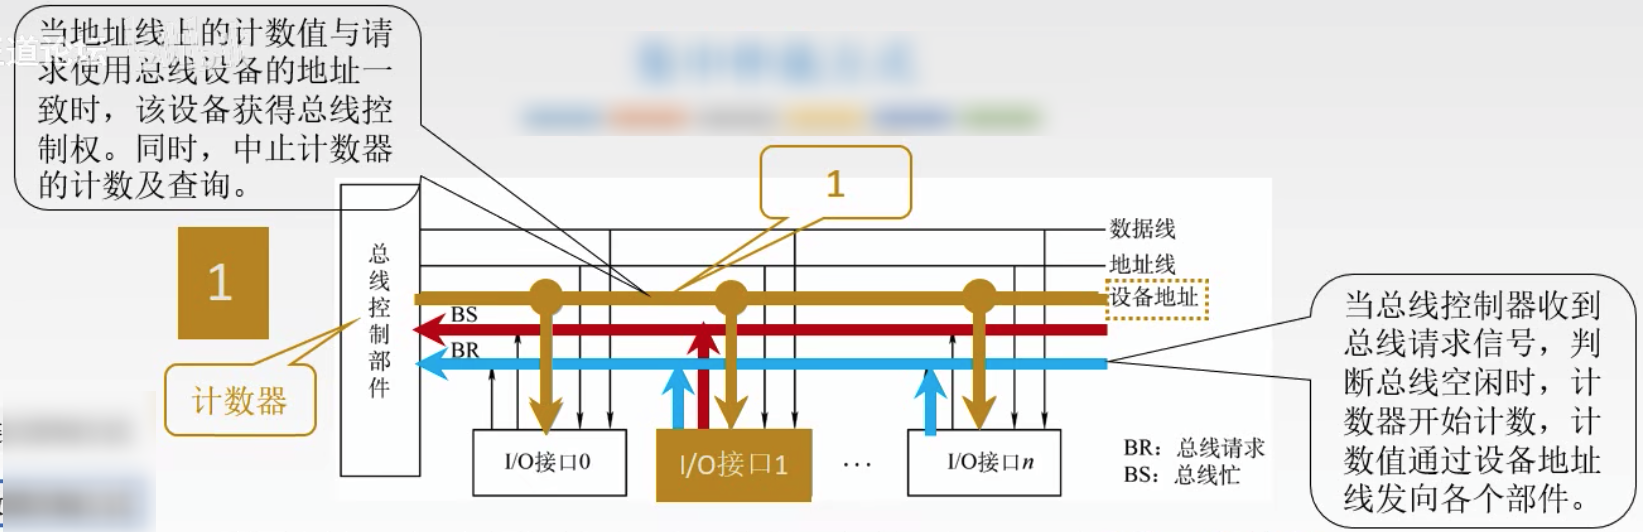 当地址线上的计数值与请
求使用总线设备的地址一
致时，该设备获得总线控
制权。同时，中止计数器
的计数及查询。
1
1
计数器
总线控制部件
数据线
地址线
设备地址
BS
BR
I/O接口0
I/O接口1
…
I/O接口n
BR：总线请求
BS：总线忙
当总线控制器收到
总线请求信号，判
断总线空闲时，计
数器开始计数，计
数值通过设备地址
线发向各个部件。